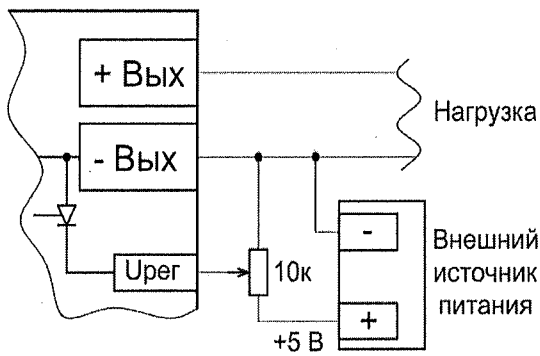 + Вых
- Вых
Нагрузка
Uрег
10к
-
Внешний
источник
питания
+
+5 В